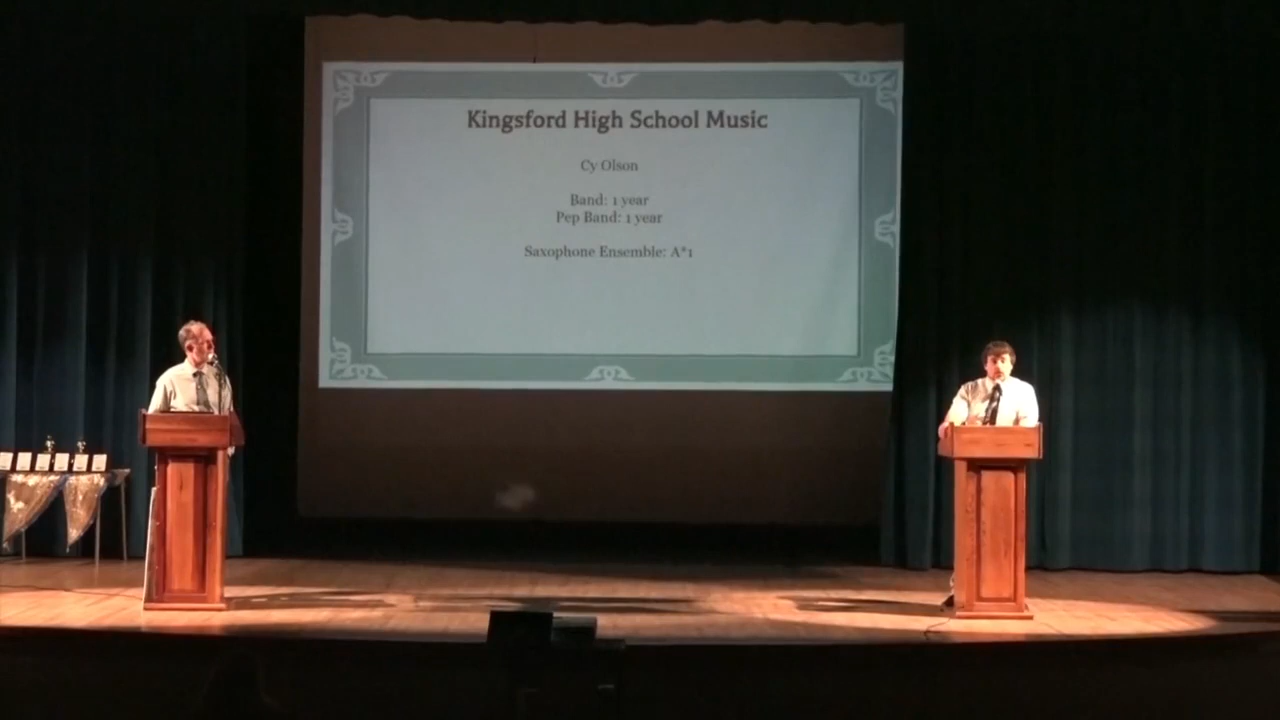 Kingsford High School Music
Cy Olson
Band: 1 year
Pep Band: 1 year
Saxophone Ensemble: A*1